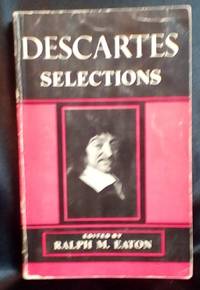 DESCARTES
SELECTIONS
EDITED BY
RALPH M. EATON